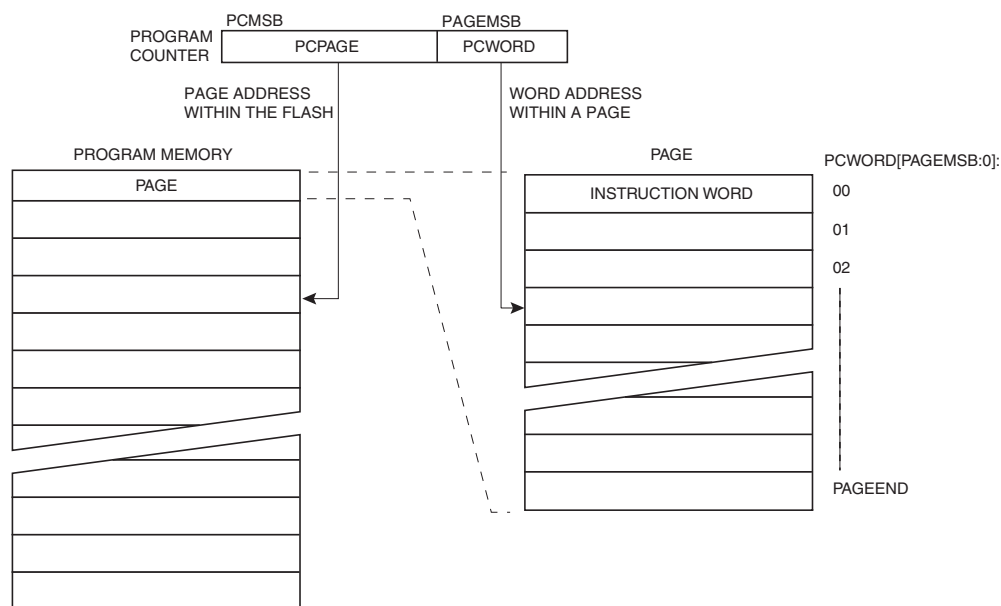 PCMSB
PAGEMSB
PROGRAM
COUNTER
PCPAGE
PCWORD
PAGE ADDRESS
WITHIN THE FLASH
WORD ADDRESS
WITHIN A PAGE
PROGRAM MEMORY
PAGE
PAGE
INSTRUCTION WORD
PCWORD[PAGEMSB:0]:
00
01
02
PAGEEND